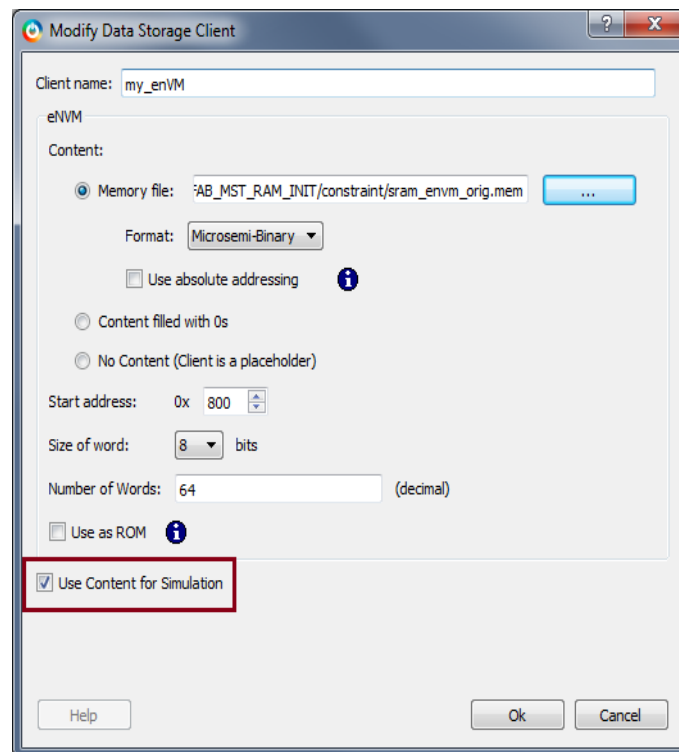 Modify Data Storage Client
? X
Client name: my_enVM
eNVM
Content:
Memory file: FAB_MST_RAM_INIT/constraint/sram_envm_orig.mem ...
Format: Microsemi-Binary
Use absolute addressing i
Content filled with 0s
No Content (Client is a placeholder)
Start address: 0x 800
Size of word: 8 bits
Number of Words: 64 (decimal)
Use as ROM i
Use Content for Simulation
Help Ok Cancel